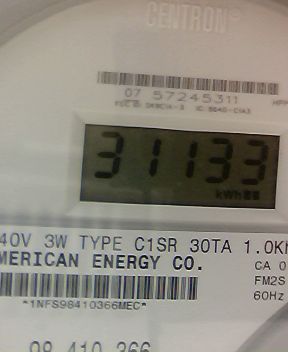 CENTRON®
07 57245311
31133
kWh
40V 3W TYPE C1SR 30TA 1.0K
MERICAN ENERGY CO.
CA 0
FM2S
60Hz
*1NFS98410366MEC*
98 410 366